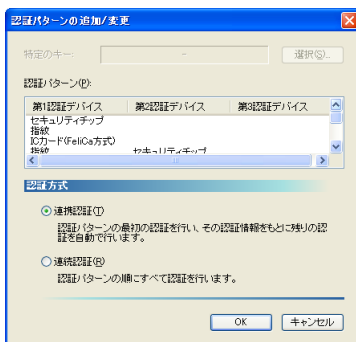 認証パターンの追加/変更
特定のキー: - 選択(S)...
認証パターン(P):
第1認証デバイス 第2認証デバイス 第3認証デバイス
セキュリティチップ
指紋
ICカード(FeliCa方式)
指紋 セキュリティチップ
認証方式
連携認証(T)
認証パターンの最初の認証を行い、その認証情報をもとに残りの認
証を自動で行います。
連続認証(R)
認証パターンの順にすべて認証を行います。
OK キャンセル